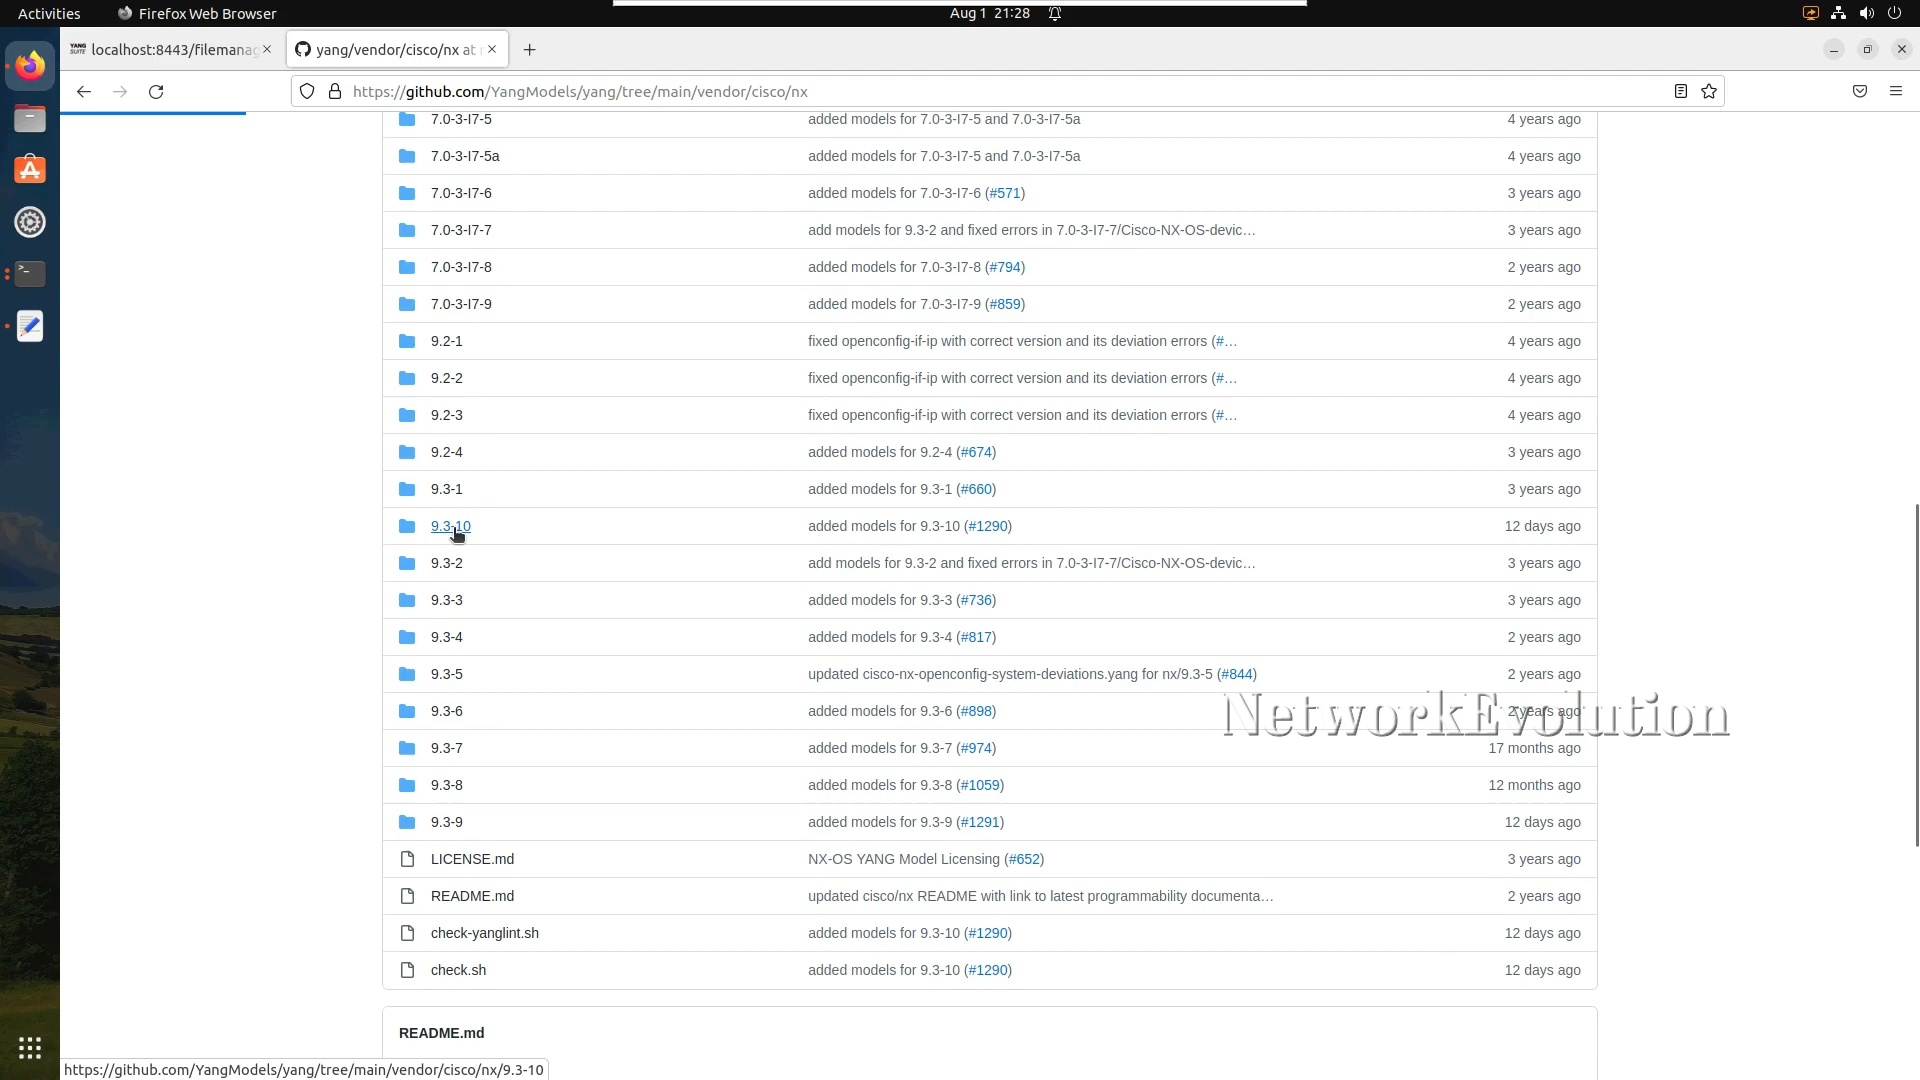 Activities Firefox Web Browser Aug 1 21:28
YANG SUITE localhost:8443/filemanag yang/vendor/cisco/nx at
https://github.com/YangModels/yang/tree/main/vendor/cisco/nx
7.0-3-I7-5 added models for 7.0-3-I7-5 and 7.0-3-I7-5a 4 years ago
7.0-3-I7-5a added models for 7.0-3-I7-5 and 7.0-3-I7-5a 4 years ago
7.0-3-I7-6 added models for 7.0-3-I7-6 (#571) 3 years ago
7.0-3-I7-7 add models for 9.3-2 and fixed errors in 7.0-3-I7-7/Cisco-NX-OS-devic… 3 years ago
7.0-3-I7-8 added models for 7.0-3-I7-8 (#794) 2 years ago
7.0-3-I7-9 added models for 7.0-3-I7-9 (#859) 2 years ago
9.2-1 fixed openconfig-if-ip with correct version and its deviation errors (#… 4 years ago
9.2-2 fixed openconfig-if-ip with correct version and its deviation errors (#… 4 years ago
9.2-3 fixed openconfig-if-ip with correct version and its deviation errors (#… 4 years ago
9.2-4 added models for 9.2-4 (#674) 3 years ago
9.3-1 added models for 9.3-1 (#660) 3 years ago
9.3-10 added models for 9.3-10 (#1290) 12 days ago
9.3-2 add models for 9.3-2 and fixed errors in 7.0-3-I7-7/Cisco-NX-OS-devic… 3 years ago
9.3-3 added models for 9.3-3 (#736) 3 years ago
9.3-4 added models for 9.3-4 (#817) 2 years ago
9.3-5 updated cisco-nx-openconfig-system-deviations.yang for nx/9.3-5 (#844) 2 years ago
9.3-6 added models for 9.3-6 (#898) 2 years ago
NetworkEvolution
9.3-7 added models for 9.3-7 (#974) 17 months ago
9.3-8 added models for 9.3-8 (#1059) 12 months ago
9.3-9 added models for 9.3-9 (#1291) 12 days ago
LICENSE.md NX-OS YANG Model Licensing (#652) 3 years ago
README.md updated cisco/nx README with link to latest programmability documenta… 2 years ago
check-yanglint.sh added models for 9.3-10 (#1290) 12 days ago
check.sh added models for 9.3-10 (#1290) 12 days ago
README.md
https://github.com/YangModels/yang/tree/main/vendor/cisco/nx/9.3-10